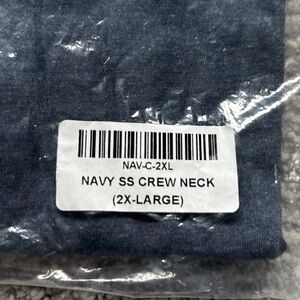 NAV-C-2XL
NAVY SS CREW NECK
(2X-LARGE)